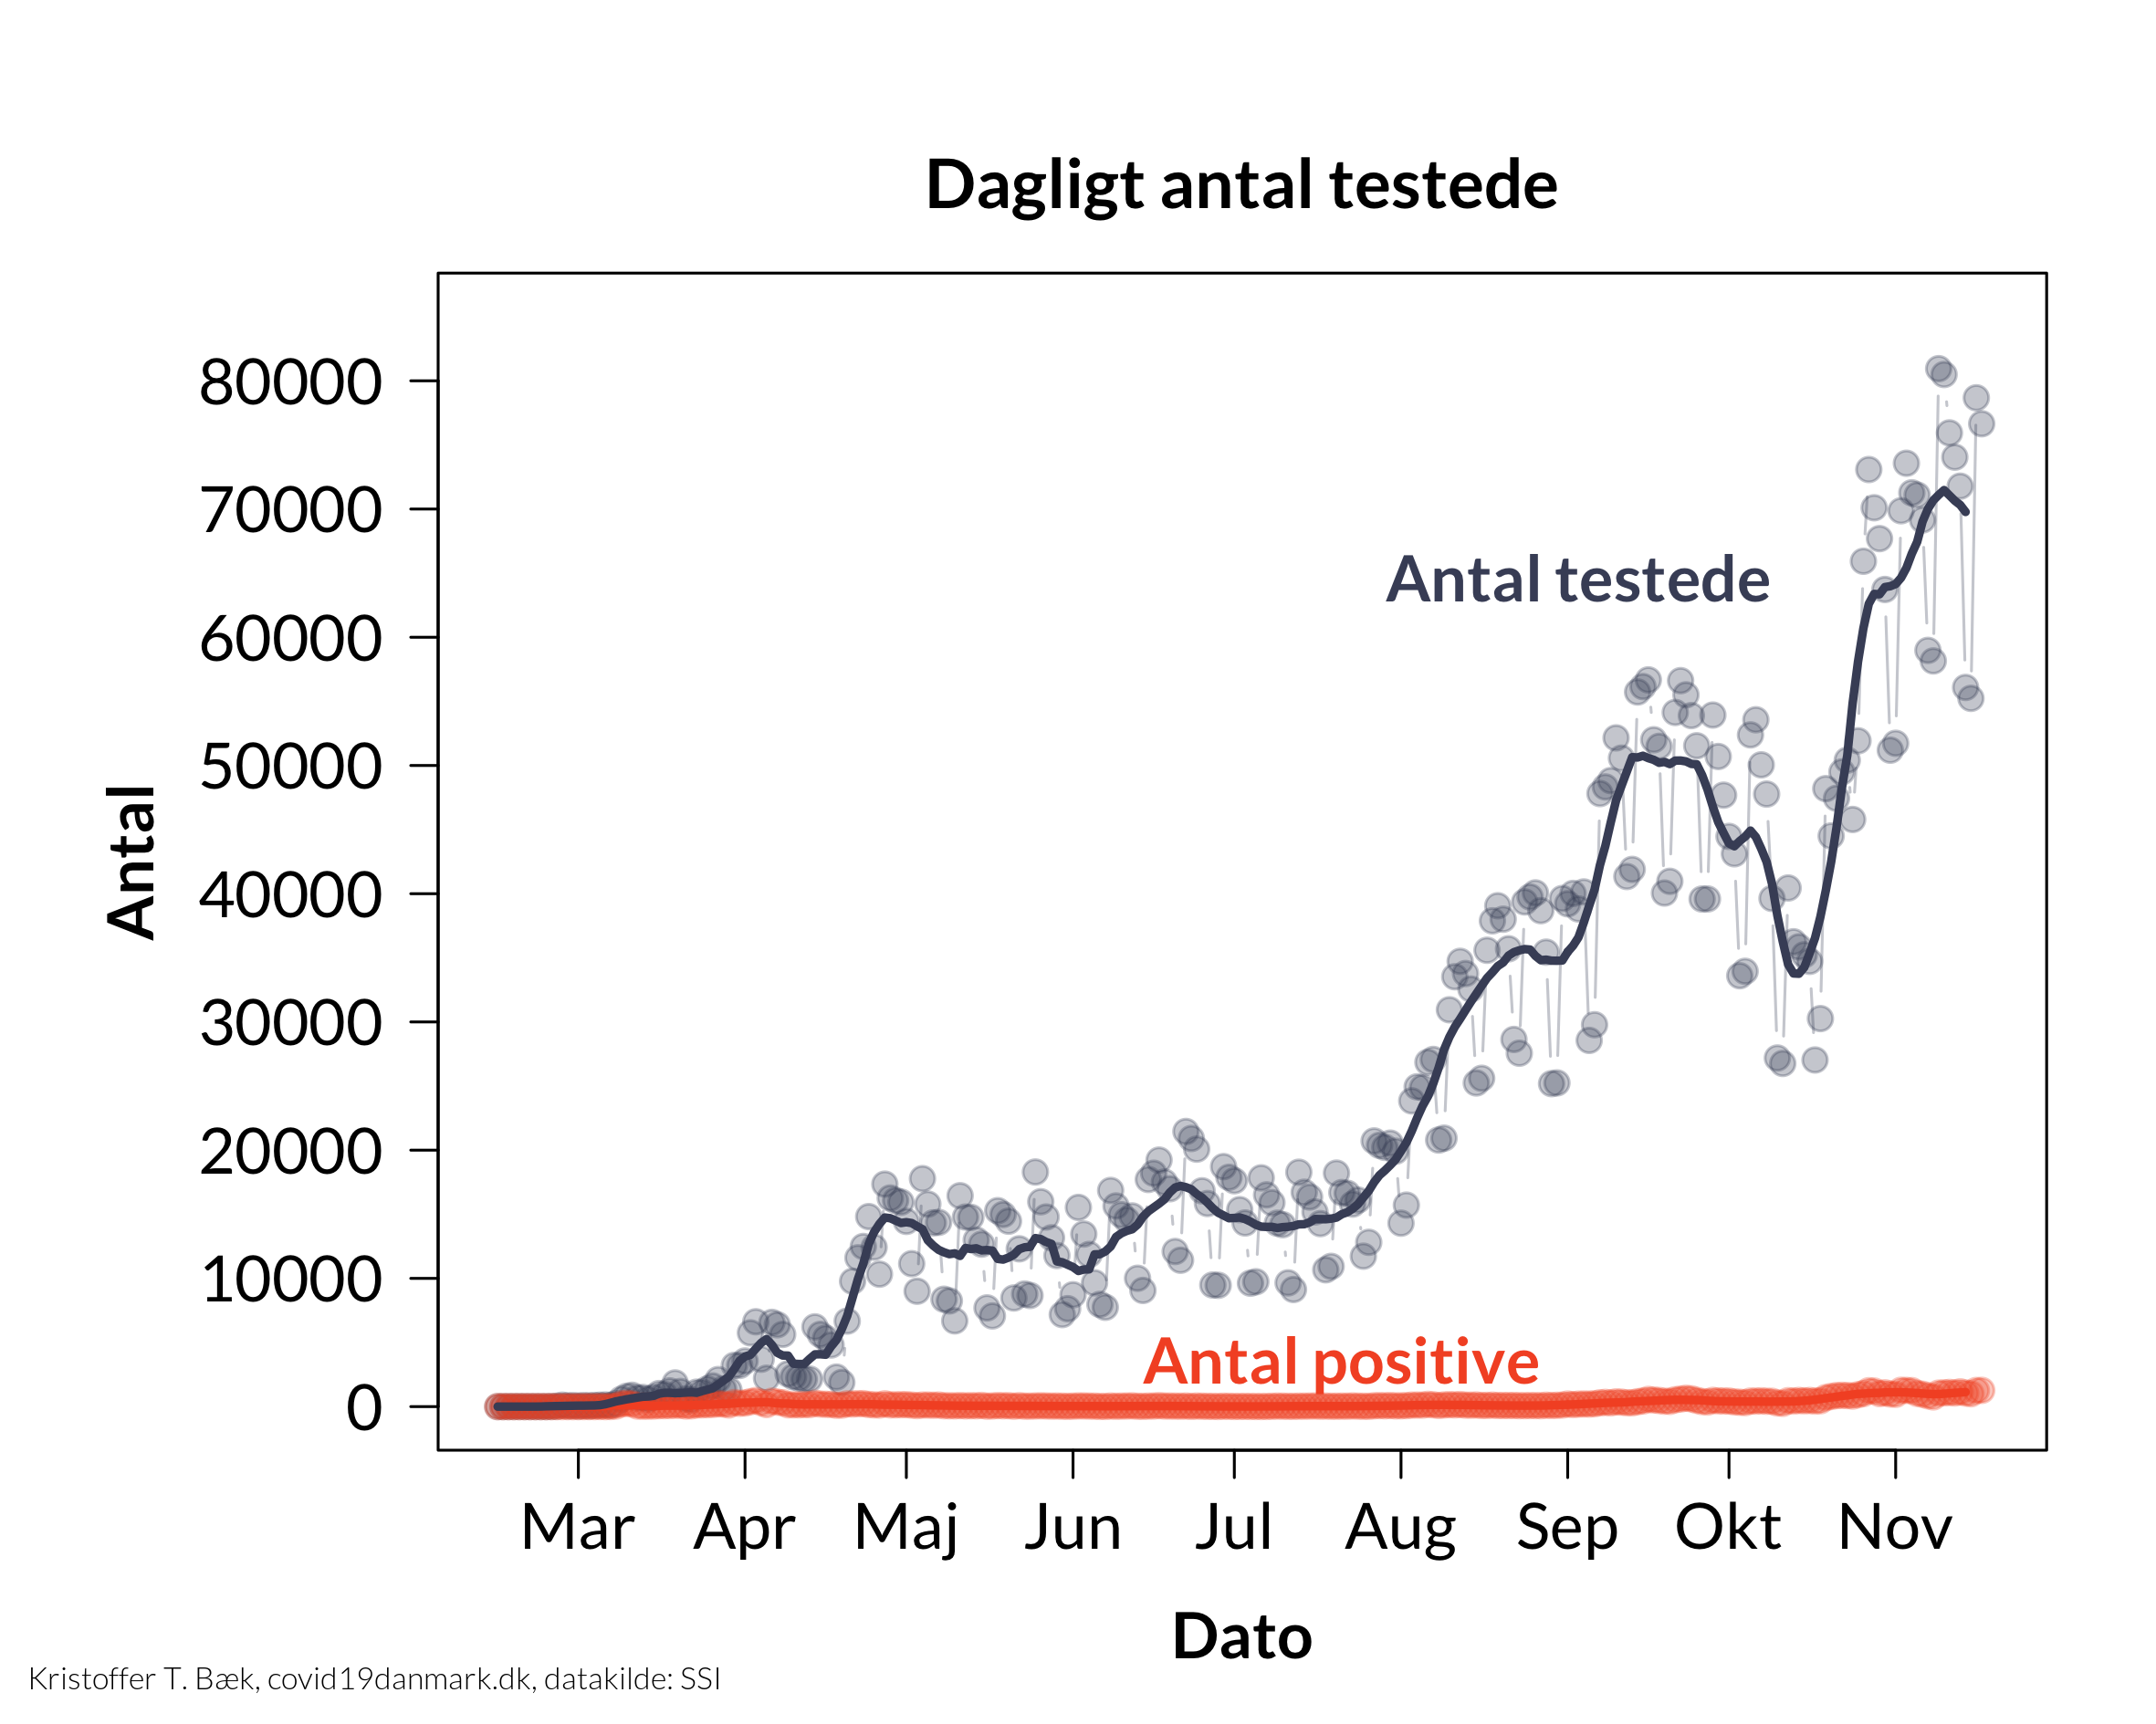 Dagligt antal testede
80000
70000
60000
50000
40000
30000
20000
10000
0
Antal
Antal testede
Antal positive
Mar Apr Maj Jun Jul Aug Sep Okt Nov
Dato
Kristoffer T. Bæk, covid19danmark.dk, datakilde: SSI